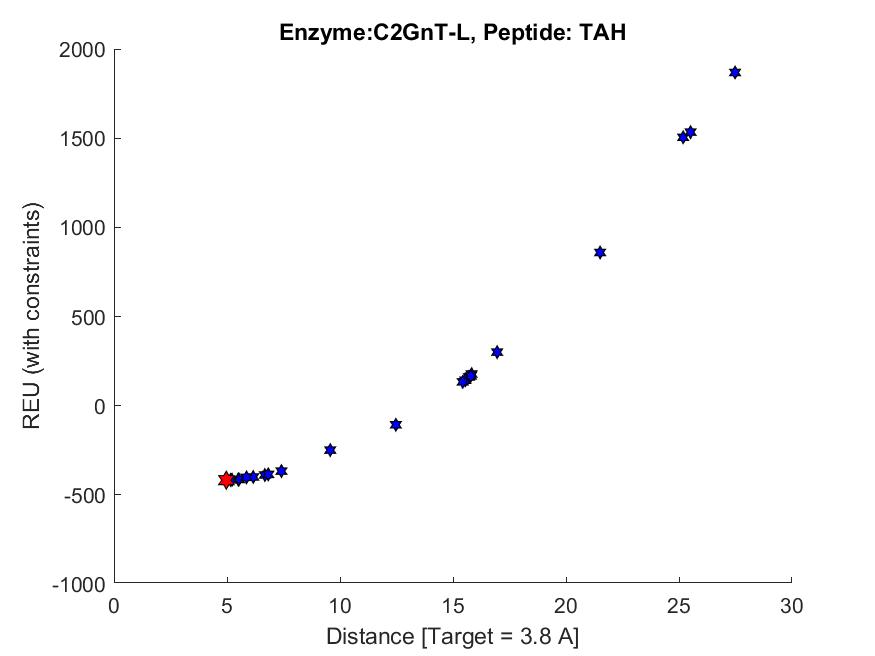 Enzyme:C2GnT-L, Peptide: TAH
2000
1500
1000
500
0
-500
-1000
REU (with constraints)
0 5 10 15 20 25 30
Distance [Target = 3.8 A]